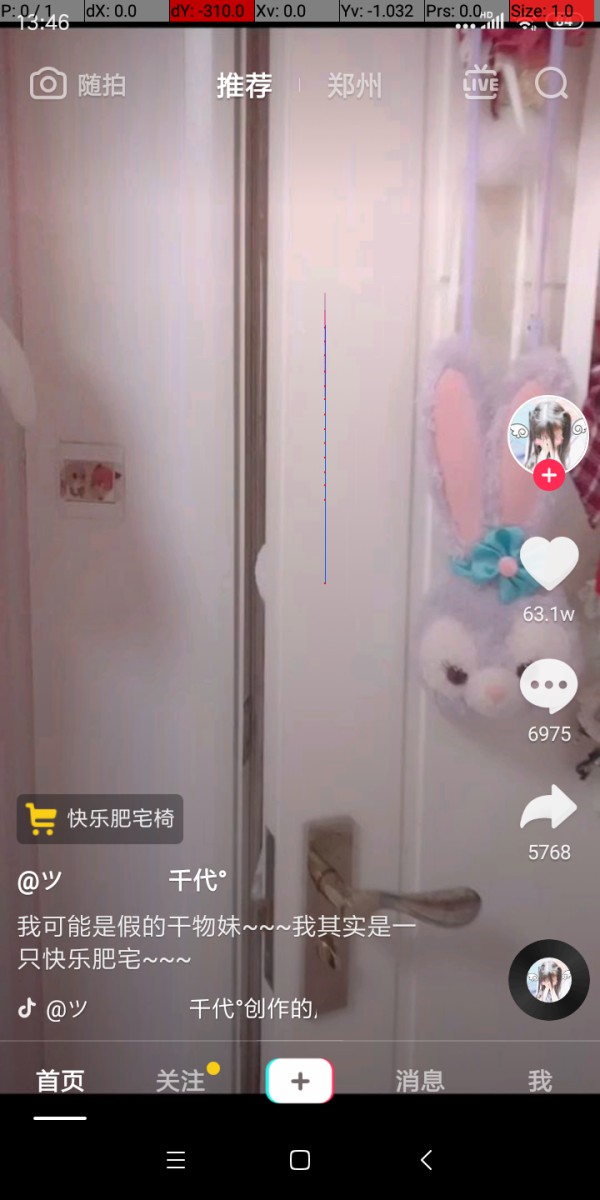 P: 0 / 1 dX: 0.0 dY: -310.0 Xv: 0.0 Yv: -1.032 Prs: 0.0 Size: 1.0
13:46 HD 84
随拍 推荐 郑州 LIVE
63.1w
6975
5768
快乐肥宅椅
@ツ 千代°
我可能是假的干物妹~~~我其实是一
只快乐肥宅~~~
@ツ 千代°创作的
首页 关注 消息 我